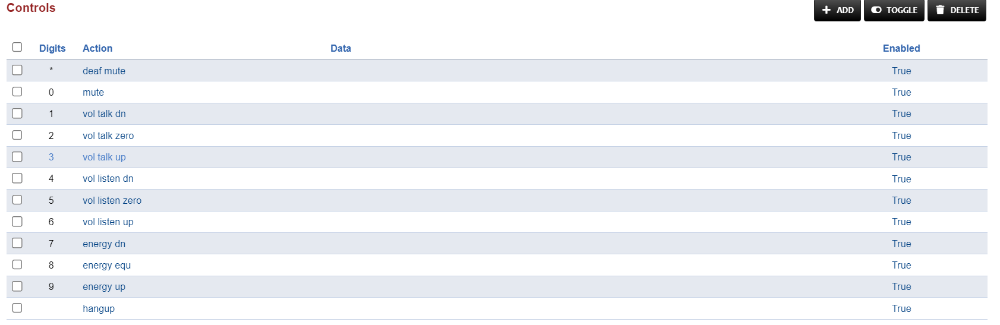 Controls
ADD TOGGLE DELETE
Digits Action Data Enabled
* deaf mute True
0 mute True
1 vol talk dn True
2 vol talk zero True
3 vol talk up True
4 vol listen dn True
5 vol listen zero True
6 vol listen up True
7 energy dn True
8 energy equ True
9 energy up True
hangup True